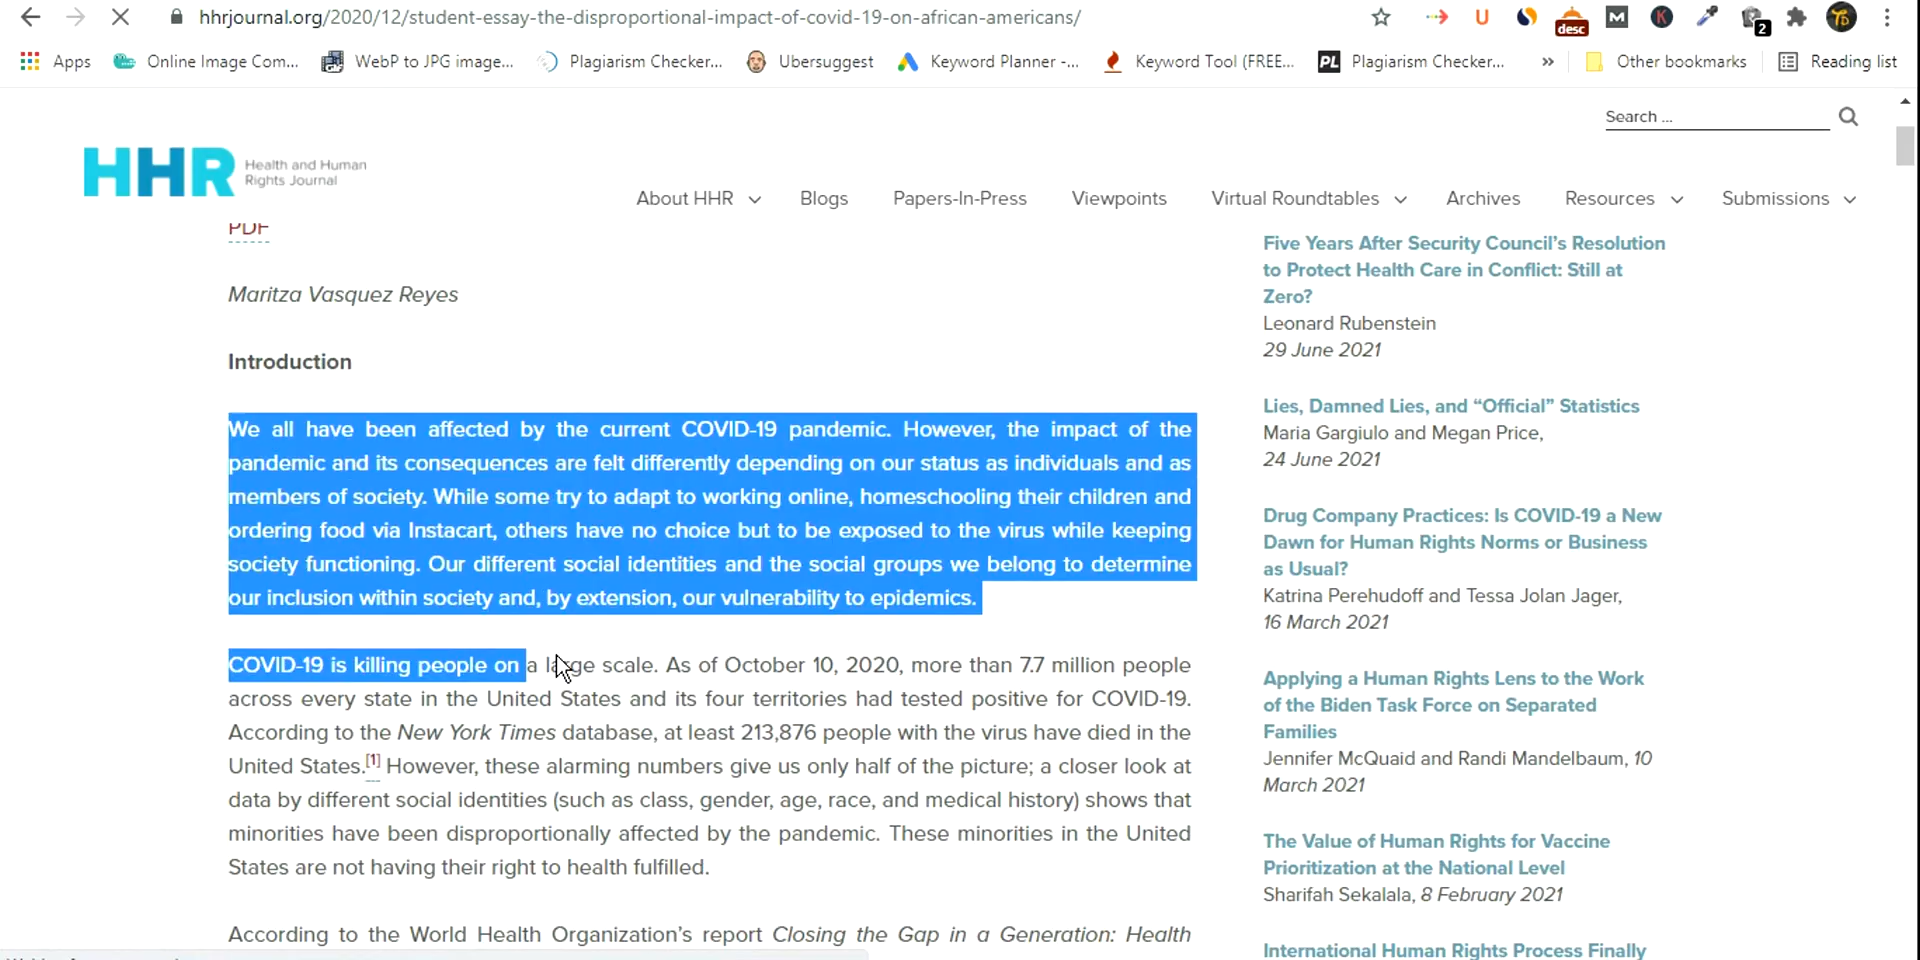 hhrjournal.org/2020/12/student-essay-the-disproportional-impact-of-covid-19-on-african-americans/
desc
2
Apps
Online Image Com...
WebP to JPG image...
Plagiarism Checker...
Ubersuggest
Keyword Planner -...
Keyword Tool (FREE...
PL
Plagiarism Checker...
»
Other bookmarks
Reading list
Search ...
HHR
Health and Human
Rights Journal
About HHR
Blogs
Papers-In-Press
Viewpoints
Virtual Roundtables
Archives
Resources
Submissions
PDF
Maritza Vasquez Reyes
Introduction
We all have been affected by the current COVID-19 pandemic. However, the impact of the
pandemic and its consequences are felt differently depending on our status as individuals and as
members of society. While some try to adapt to working online, homeschooling their children and
ordering food via Instacart, others have no choice but to be exposed to the virus while keeping
society functioning. Our different social identities and the social groups we belong to determine
our inclusion within society and, by extension, our vulnerability to epidemics.
COVID-19 is killing people on a large scale. As of October 10, 2020, more than 7.7 million people
across every state in the United States and its four territories had tested positive for COVID-19.
According to the New York Times database, at least 213,876 people with the virus have died in the
United States.[1] However, these alarming numbers give us only half of the picture; a closer look at
data by different social identities (such as class, gender, age, race, and medical history) shows that
minorities have been disproportionally affected by the pandemic. These minorities in the United
States are not having their right to health fulfilled.
According to the World Health Organization’s report Closing the Gap in a Generation: Health
Five Years After Security Council’s Resolution
to Protect Health Care in Conflict: Still at
Zero?
Leonard Rubenstein
29 June 2021
Lies, Damned Lies, and “Official” Statistics
Maria Gargiulo and Megan Price,
24 June 2021
Drug Company Practices: Is COVID-19 a New
Dawn for Human Rights Norms or Business
as Usual?
Katrina Perehudoff and Tessa Jolan Jager,
16 March 2021
Applying a Human Rights Lens to the Work
of the Biden Task Force on Separated
Families
Jennifer McQuaid and Randi Mandelbaum, 10
March 2021
The Value of Human Rights for Vaccine
Prioritization at the National Level
Sharifah Sekalala, 8 February 2021
International Human Rights Process Finally